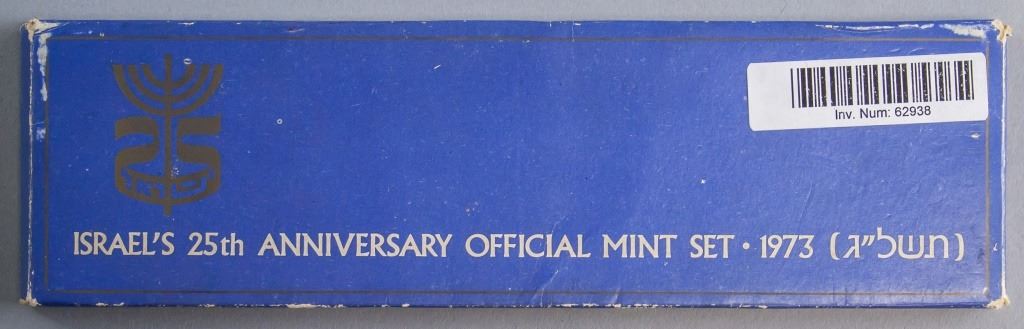 Inv. Num: 62938
ISRAEL'S 25th ANNIVERSARY OFFICIAL MINT SET • 1973 (תשל"ג)